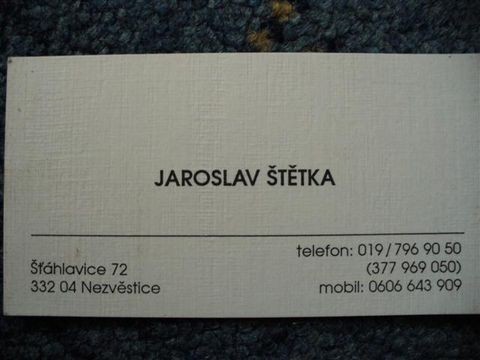 JAROSLAV ŠTĚTKA
telefon: 019/796 90 50
Šťáhlavice 72
(377 969 050)
332 04 Nezvěstice
mobil: 0606 643 909